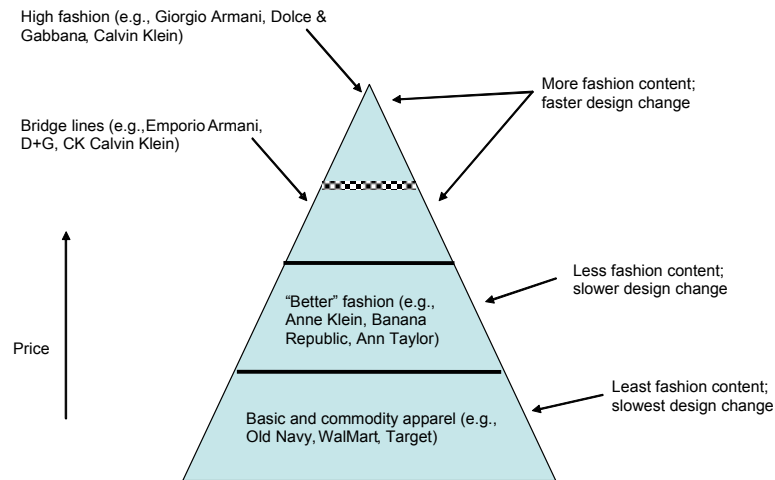 High fashion (e.g., Giorgio Armani, Dolce &
Gabbana, Calvin Klein)
More fashion content;
faster design change
Bridge lines (e.g.,Emporio Armani,
D+G, CK Calvin Klein)
Less fashion content;
slower design change
“Better” fashion (e.g.,
Anne Klein, Banana
Republic, Ann Taylor)
Price
Least fashion content;
slowest design change
Basic and commodity apparel (e.g.,
Old Navy, WalMart, Target)